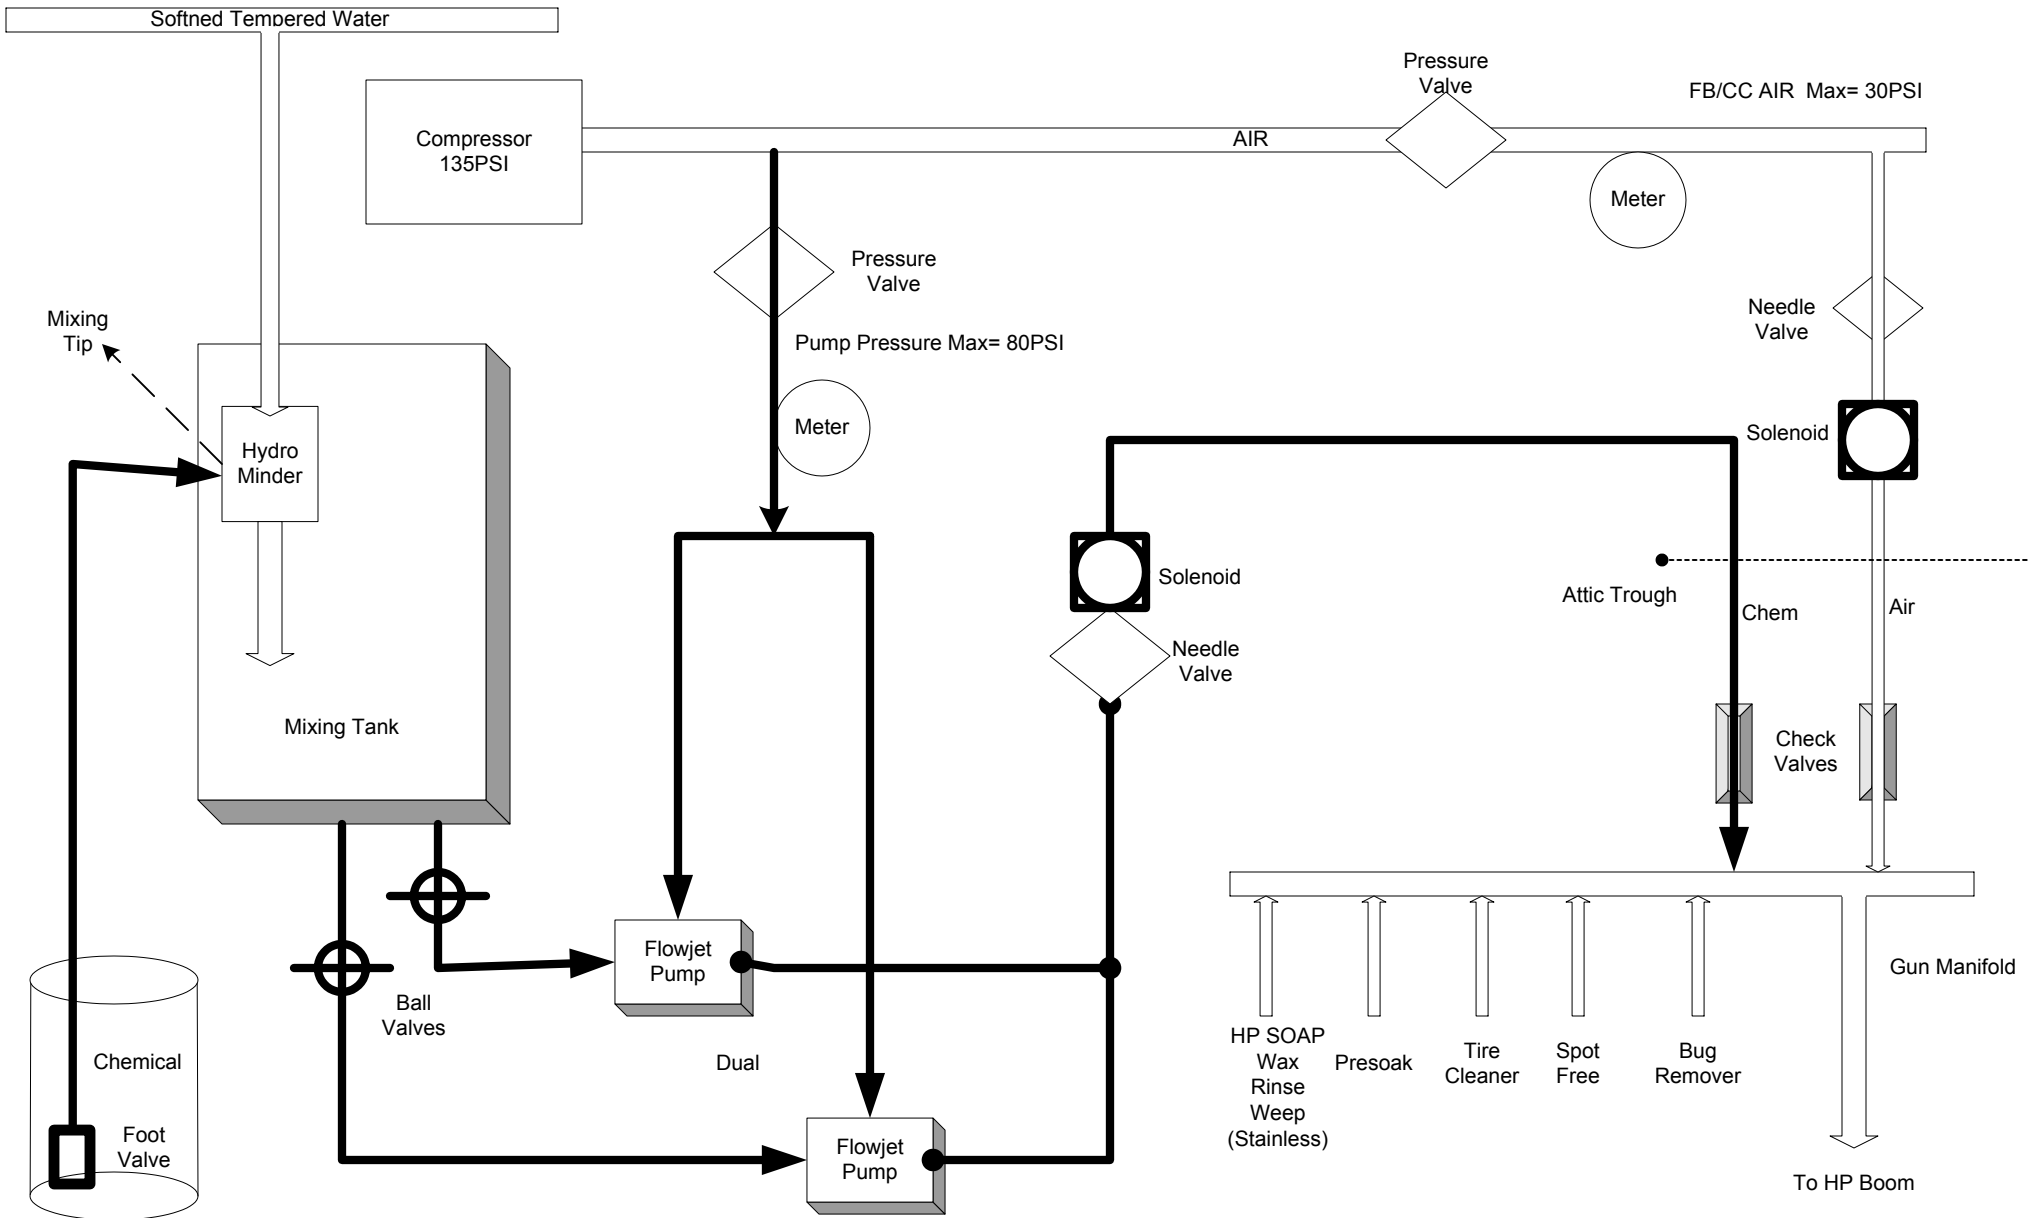 Softned Tempered Water
Pressure
Valve
FB/CC AIR  Max= 30PSI
Compressor
135PSI
AIR
Meter
Pressure
Valve
Needle
Valve
Mixing
Tip
Pump Pressure Max= 80PSI
Meter
Solenoid
Hydro
Minder
Solenoid
Attic Trough
Chem
Air
Needle
Valve
Mixing Tank
Check
Valves
Flowjet
Pump
Gun Manifold
Ball
Valves
Chemical
Dual
HP SOAP
Wax
Rinse
Weep
(Stainless)
Presoak
Tire
Cleaner
Spot
Free
Bug
Remover
Foot
Valve
Flowjet
Pump
To HP Boom